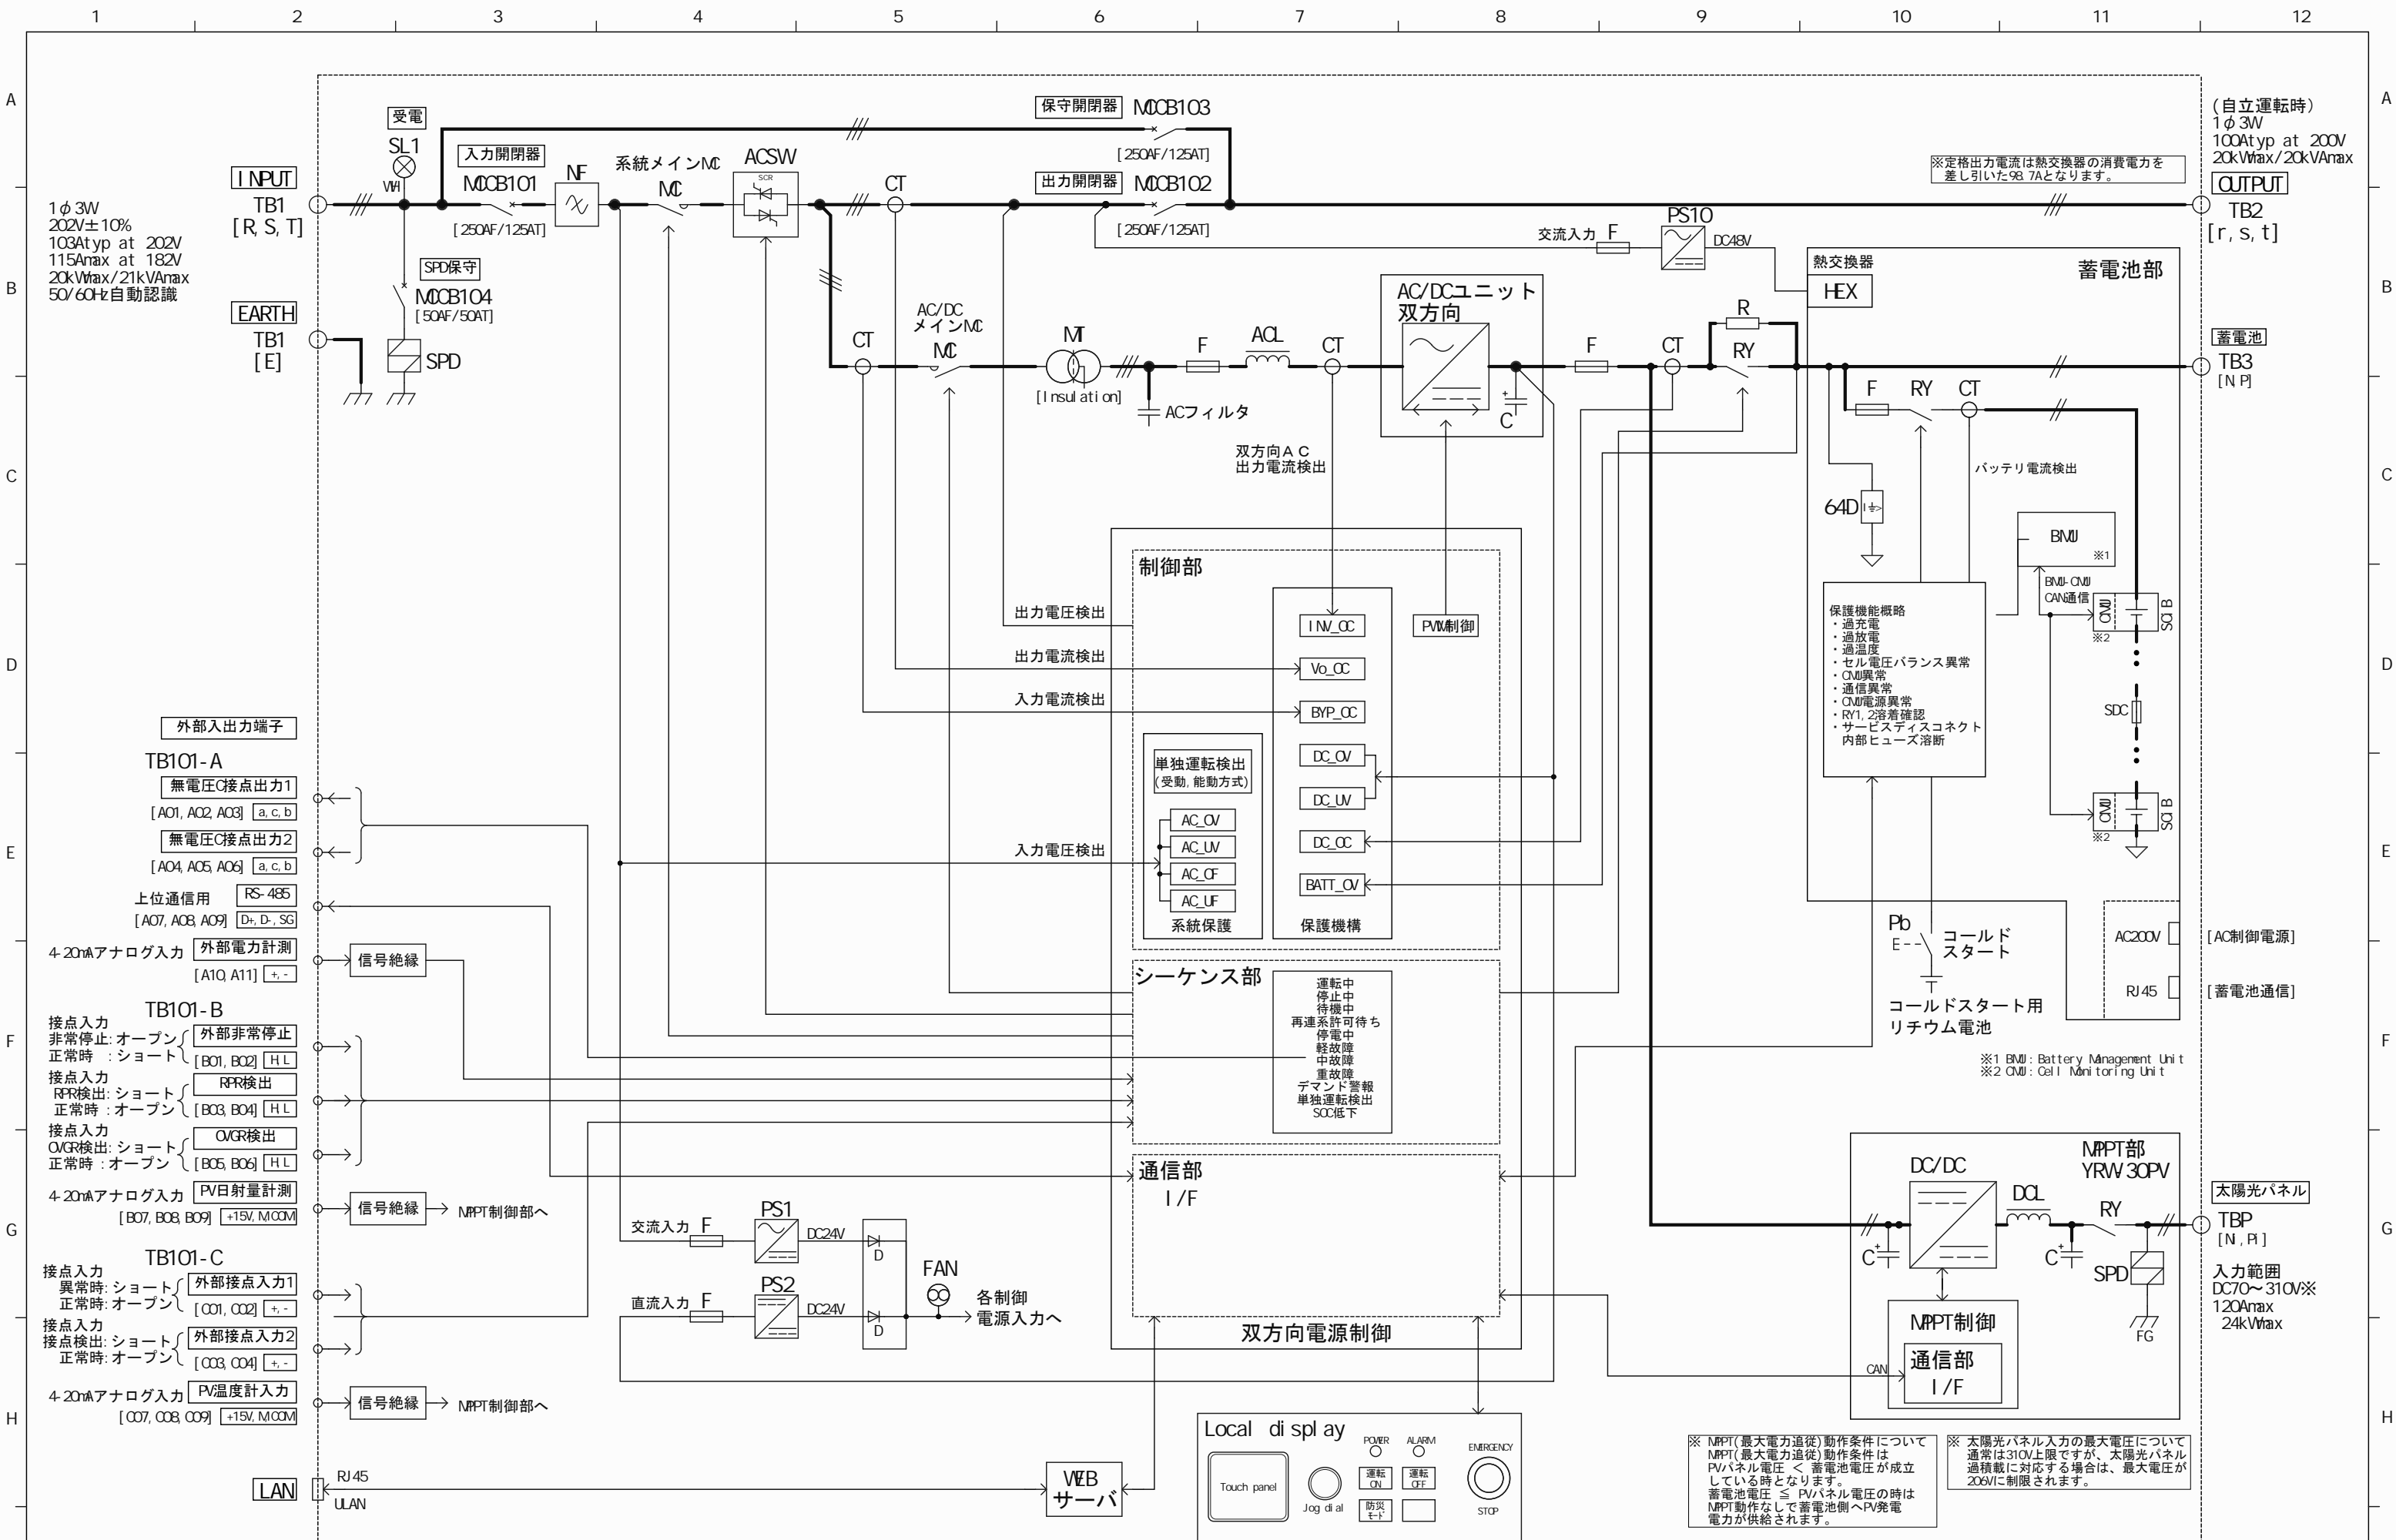 1 2 3 4 5 6 7 8 9 10 11 12
A
B
C
D
E
F
G
H
A
B
C
D
E
F
G
H
INPUT
TB1
[R,S,T]
1φ3W
202V±10%
103Atyp at 202V
115Amax at 182V
20kWmax/21kVAmax
50/60Hz自動認識
EARTH
TB1
[E]
受電
SL1
WH
SPD保守
MCCB104
[50AF/50AT]
SPD
入力開閉器
MCCB101
[250AF/125AT]
NF
系統メインMC
MC
ACSW
SCR
CT
保守開閉器 MCCB103
[250AF/125AT]
出力開閉器 MCCB102
[250AF/125AT]
交流入力 F
PS10
DC48V
※定格出力電流は熱交換器の消費電力を
差し引いた98.7Aとなります。
(自立運転時)
1φ3W
100Atyp at 200V
20kWmax/20kVAmax
OUTPUT
TB2
[r,s,t]
CT
AC/DC
メインMC
MC
MT
[Insulation]
ACフィルタ
F
ACL
CT
双方向AC
出力電流検出
AC/DCユニット
双方向
+
C
F
CT
R
RY
熱交換器
HEX
蓄電池部
蓄電池
TB3
[N,P]
F RY CT
バッテリ電流検出
64D
I
BMU
※1
BMU-CMU
CAN通信
CMU
SCiB
※2
SDC
CMU
SCiB
※2
保護機能概略
・過充電
・過放電
・過温度
・セル電圧バランス異常
・CMU異常
・通信異常
・CMU電源異常
・RY1,2溶着確認
・サービスディスコネクト
内部ヒューズ溶断
Pb
E
コールド
スタート
コールドスタート用
リチウム電池
AC200V
[AC制御電源]
RJ45
[蓄電池通信]
※1 BMU: Battery Management Unit
※2 CMU: Cell Monitoring Unit
制御部
出力電圧検出
出力電流検出
入力電流検出
入力電圧検出
INV_OC
Vo_OC
BYP_OC
DC_OV
DC_UV
DC_OC
BATT_OV
保護機構
PWM制御
単独運転検出
(受動,能動方式)
AC_OV
AC_UV
AC_OF
AC_UF
系統保護
シーケンス部
運転中
停止中
待機中
再連系許可待ち
停電中
軽故障
中故障
重故障
デマンド警報
単独運転検出
SOC低下
通信部
I/F
双方向電源制御
外部入出力端子
TB101-A
無電圧C接点出力1
[A01,A02,A03] a,c,b
無電圧C接点出力2
[A04,A05,A06] a,c,b
上位通信用 RS-485
[A07,A08,A09] D+,D-,SG
4-20mAアナログ入力 外部電力計測
[A10,A11] +,-
信号絶縁
TB101-B
接点入力
非常停止:オープン
正常時 :ショート
外部非常停止
[B01,B02] H,L
接点入力
RPR検出:ショート
正常時 :オープン
RPR検出
[B03,B04] H,L
接点入力
OVGR検出:ショート
正常時 :オープン
OVGR検出
[B05,B06] H,L
4-20mAアナログ入力 PV日射量計測
[B07,B08,B09] +15V,M,COM
信号絶縁
MPPT制御部へ
TB101-C
接点入力
異常時:ショート
正常時:オープン
外部接点入力1
[C01,C02] +,-
接点入力
接点検出:ショート
正常時:オープン
外部接点入力2
[C03,C04] +,-
4-20mAアナログ入力 PV温度計入力
[C07,C08,C09] +15V,M,COM
信号絶縁
MPPT制御部へ
LAN
RJ45
ULAN
交流入力 F
PS1
DC24V
D
直流入力 F
PS2
DC24V
D
FAN
各制御
電源入力へ
WEB
サーバ
Local display
Touch panel
Jog dial
POWER
ALARM
運転
ON
運転
OFF
防災
モード
EMERGENCY
STOP
MPPT部
YRW-30PV
DC/DC
DCL
RY
+
C
+
C
SPD
FG
MPPT制御
通信部
I/F
CAN
太陽光パネル
TBP
[Ni,Pi]
入力範囲
DC70～310V※
120Amax
24kWmax
※ MPPT(最大電力追従)動作条件について
MPPT(最大電力追従)動作条件は
PVパネル電圧 < 蓄電池電圧が成立
している時となります。
蓄電池電圧 ≦ PVパネル電圧の時は
MPPT動作なしで蓄電池側へPV発電
電力が供給されます。
※ 太陽光パネル入力の最大電圧について
通常は310V上限ですが、太陽光パネル
過積載に対応する場合は、最大電圧が
206Vに制限されます。